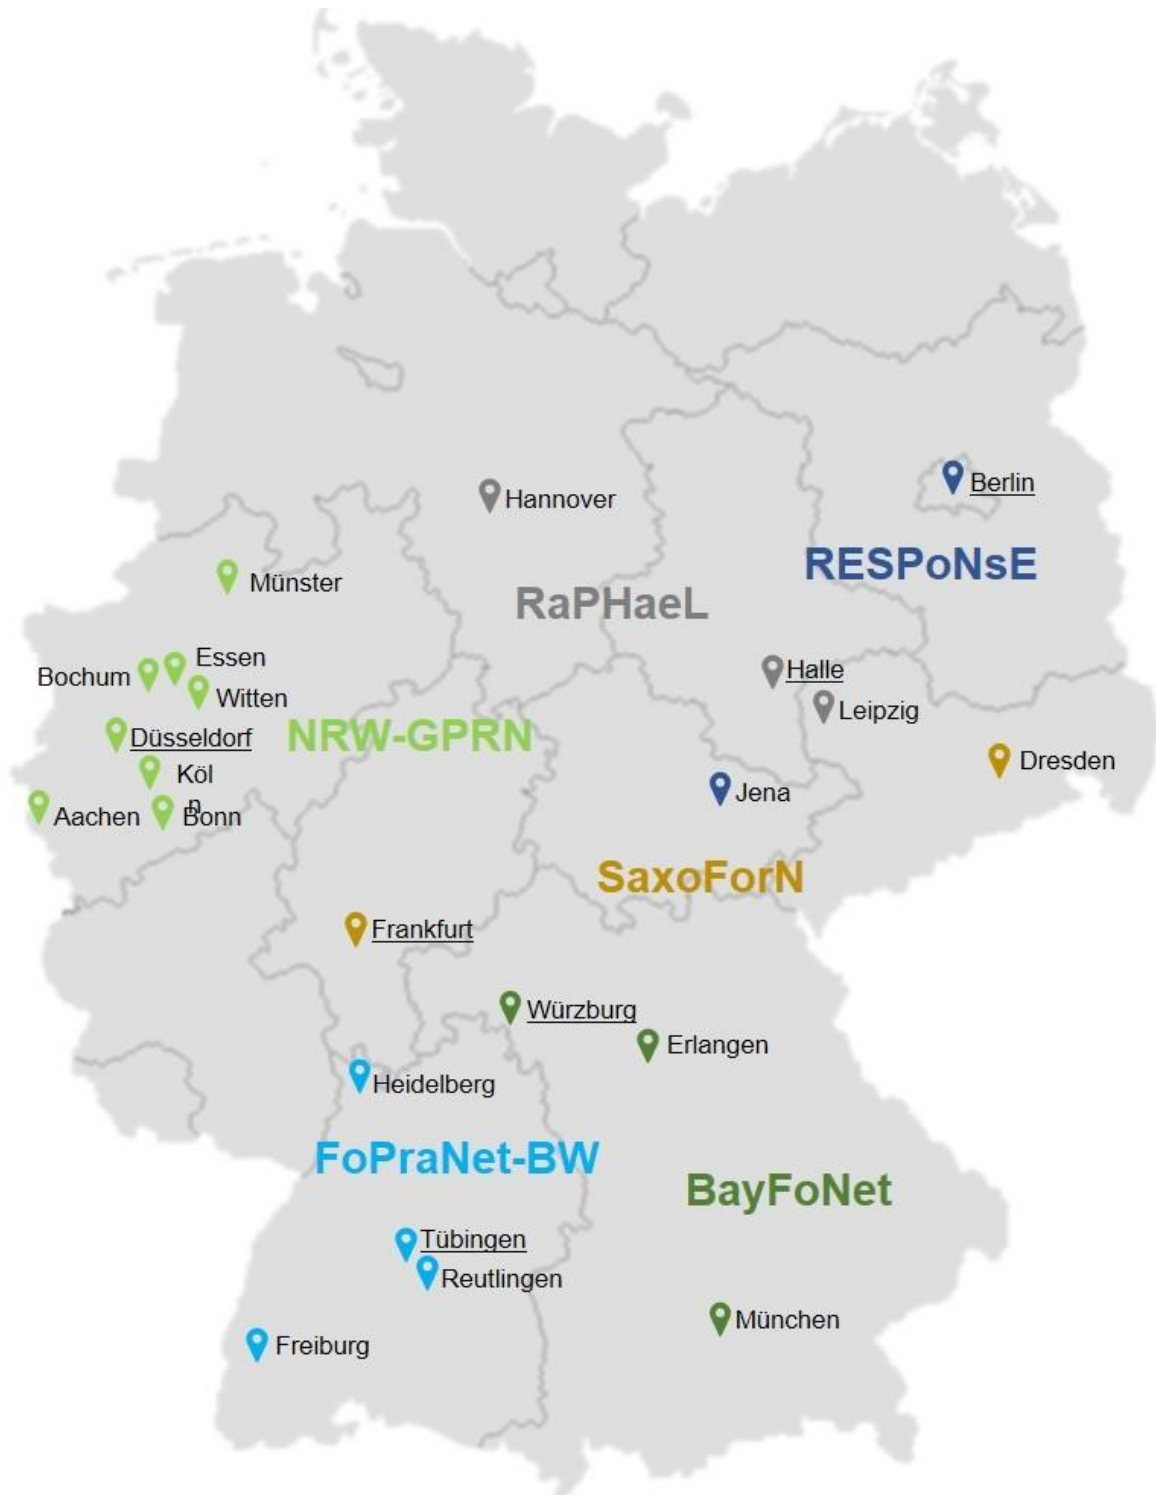 Berlin
Hannover
RESPoNsE
Münster
RaPHaeL
Essen
Bochum
Halle
Witten
Leipzig
Düsseldorf
NRW-GPRN
Dresden
Köl
n
Jena
Aachen
Bonn
SaxoForN
Frankfurt
Würzburg
Erlangen
Heidelberg
FoPraNet-BW
BayFoNet
Tübingen
Reutlingen
München
Freiburg